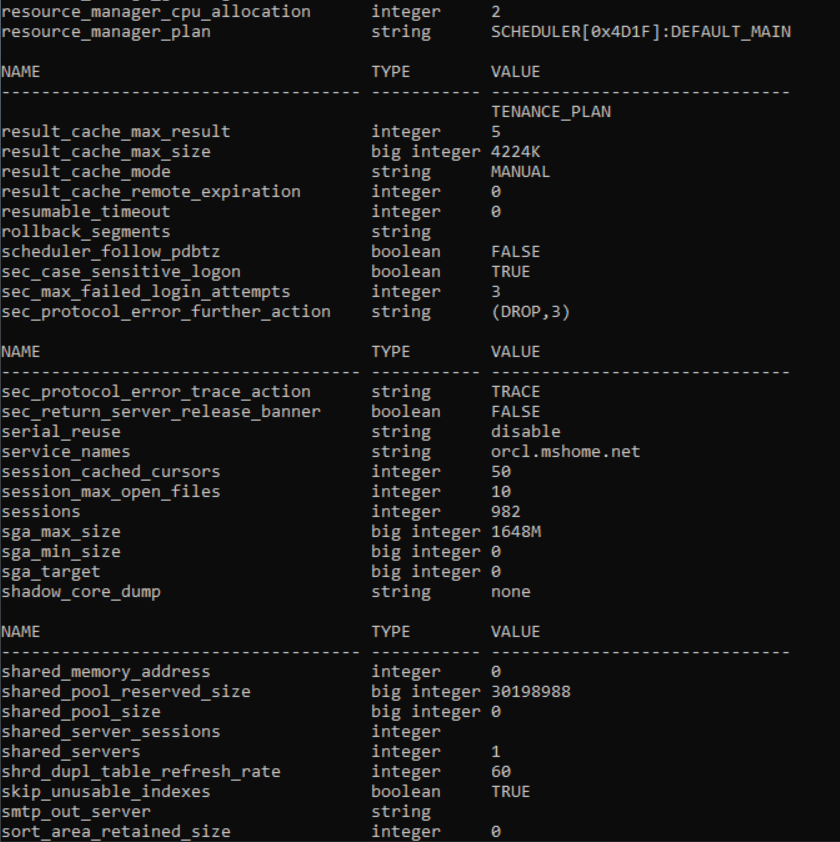 resource_manager_cpu_allocation      integer     2
resource_manager_plan                string      SCHEDULER[0x4D1F]:DEFAULT_MAIN
NAME                                 TYPE        VALUE
------------------------------------ ----------- ------------------------------
                                                 TENANCE_PLAN
result_cache_max_result              integer     5
result_cache_max_size                big integer 4224K
result_cache_mode                    string      MANUAL
result_cache_remote_expiration       integer     0
resumable_timeout                    integer     0
rollback_segments                    string
scheduler_follow_pdbtz               boolean     FALSE
sec_case_sensitive_logon             boolean     TRUE
sec_max_failed_login_attempts        integer     3
sec_protocol_error_further_action    string      (DROP,3)
NAME                                 TYPE        VALUE
------------------------------------ ----------- ------------------------------
sec_protocol_error_trace_action      string      TRACE
sec_return_server_release_banner     boolean     FALSE
serial_reuse                         string      disable
service_names                        string      orcl.mshome.net
session_cached_cursors               integer     50
session_max_open_files               integer     10
sessions                             integer     982
sga_max_size                         big integer 1648M
sga_min_size                         big integer 0
sga_target                           big integer 0
shadow_core_dump                     string      none
NAME                                 TYPE        VALUE
------------------------------------ ----------- ------------------------------
shared_memory_address                integer     0
shared_pool_reserved_size            big integer 30198988
shared_pool_size                     big integer 0
shared_server_sessions               integer
shared_servers                       integer     1
shrd_dupl_table_refresh_rate         integer     60
skip_unusable_indexes                boolean     TRUE
smtp_out_server                      string
sort_area_retained_size              integer     0